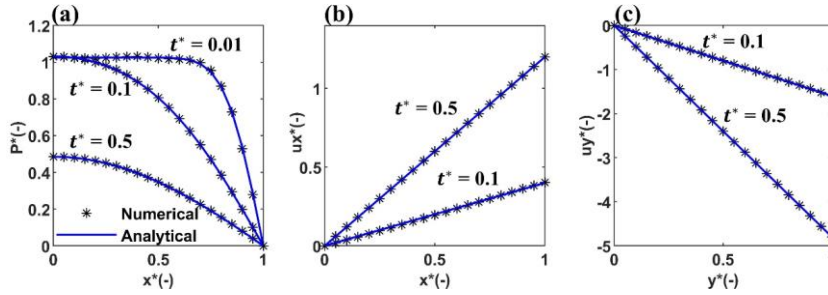 (a)
1.2
1
0.8
0.6
0.4
0.2
0
P*(-)
t* = 0.01
t* = 0.1
t* = 0.5
Numerical
Analytical
0 0.5 1
x*(-)
(b)
1
0.5
0
ux*(-)
t* = 0.5
t* = 0.1
0 0.5 1
x*(-)
(c)
0
-1
-2
-3
-4
-5
uy*(-)
t* = 0.1
t* = 0.5
0 0.5
y*(-)